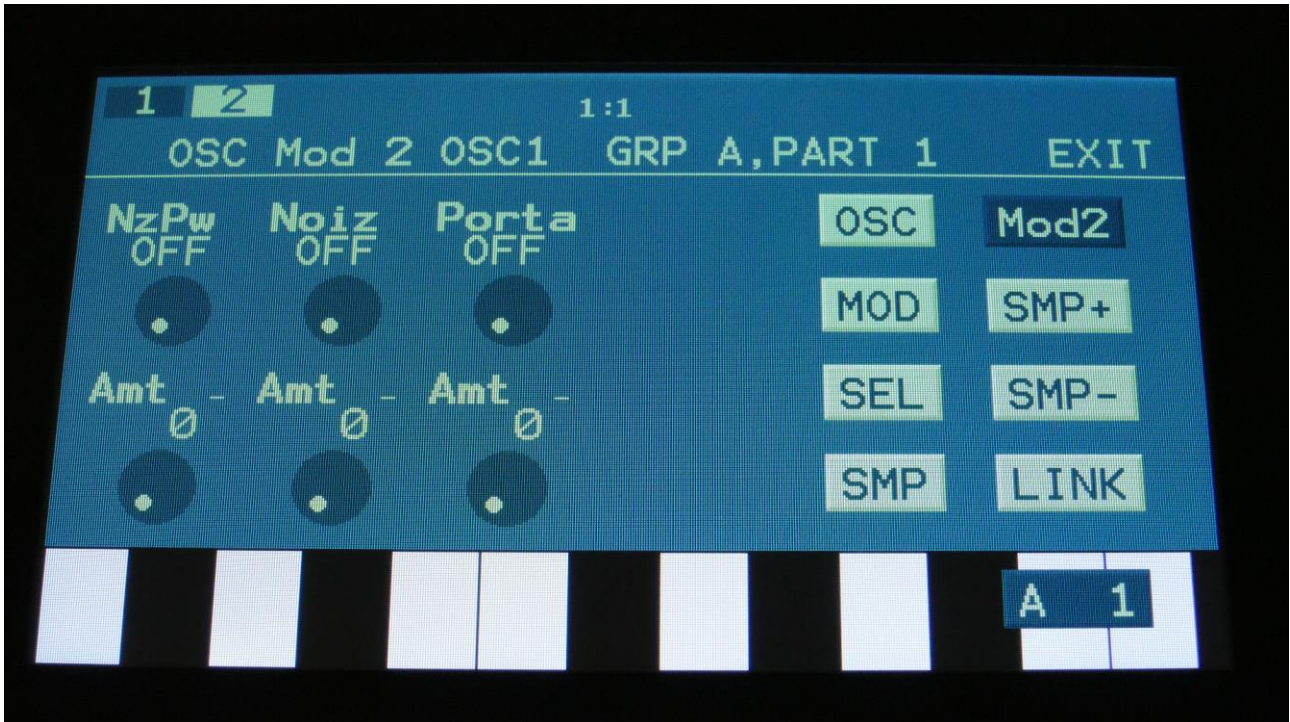 1 2 1:1
OSC Mod 2 OSC1 GRP A,PART 1 EXIT
NzPw Noiz Porta OSC Mod2
OFF OFF OFF
MOD SMP+
Amt - Amt - Amt - SEL SMP-
0 0 0
SMP LINK
A 1